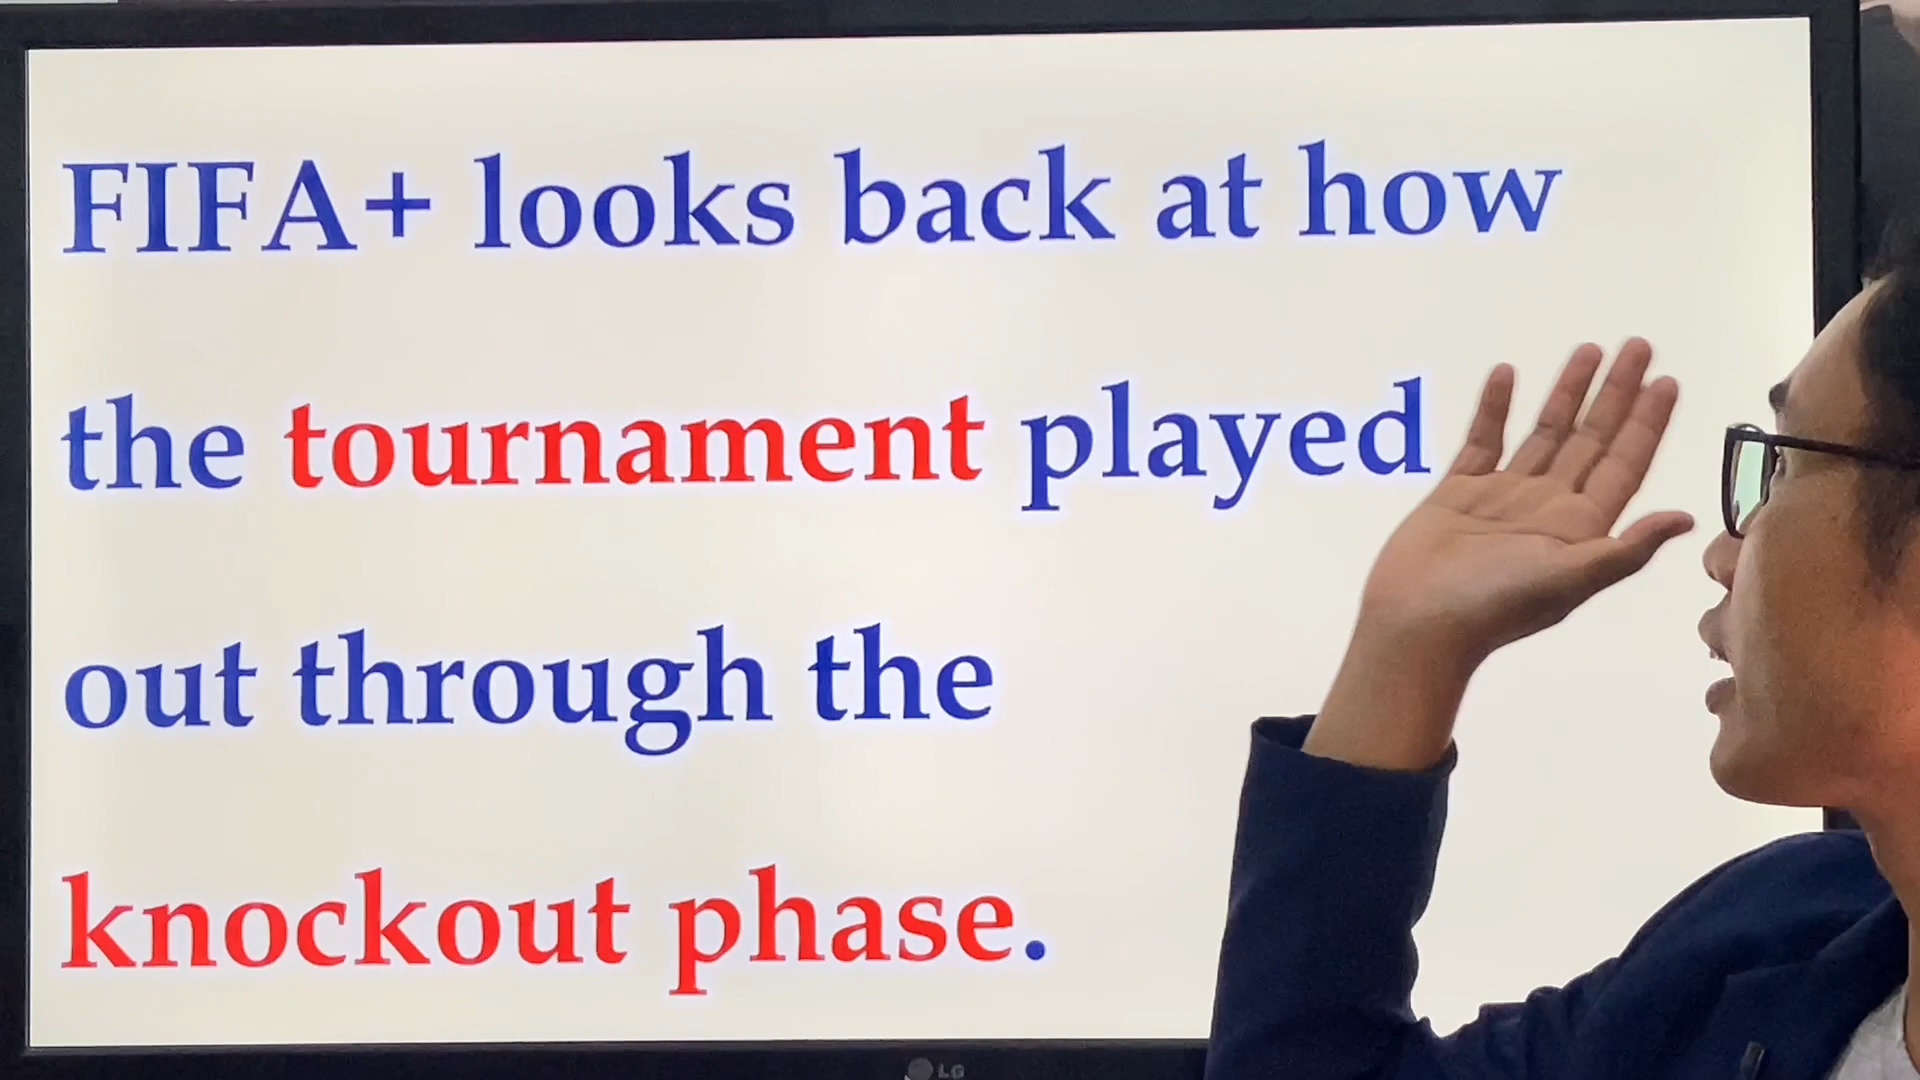 FIFA+ looks back at how
the tournament played
out through the
knockout phase.
LG